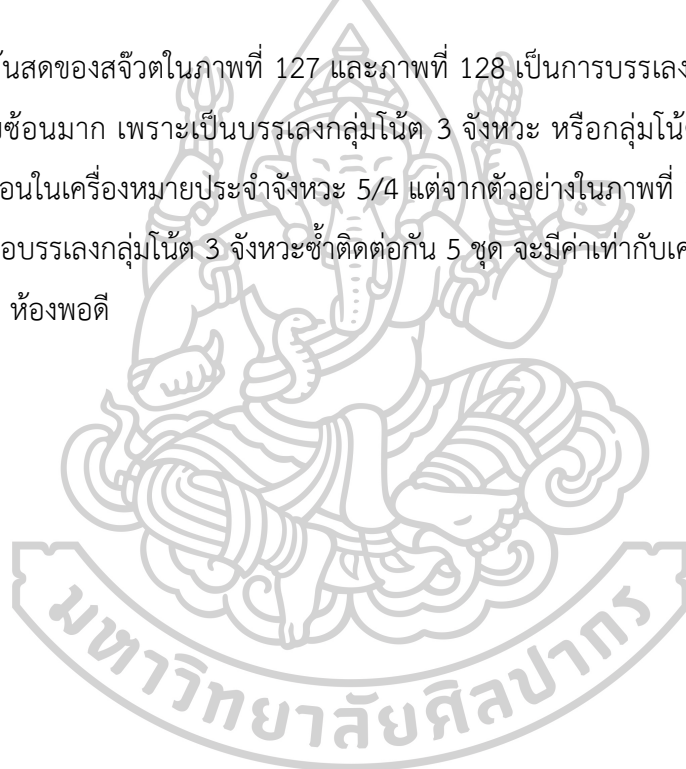 นสดของสจ๊วตในภาพที่ 127 และภาพที่ 128 เป็นการบรรเลง
ซ้อนมาก เพราะเป็นบรรเลงกลุ่มโน้ต 3 จังหวะ หรือกลุ่มโน้
อนในเครื่องหมายประจำจังหวะ 5/4 แต่จากตัวอย่างในภาพที่
อบรรเลงกลุ่มโน้ต 3 จังหวะซ้ำติดต่อกัน 5 ชุด จะมีค่าเท่ากับเค
ห้องพอดี
มหาวิทยาลัยศิลปากร